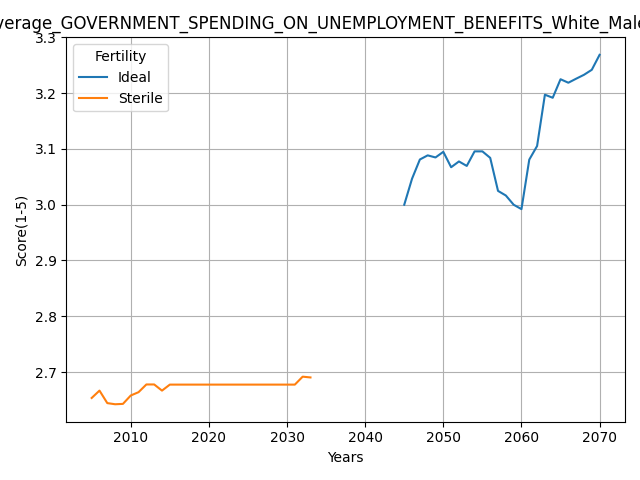 verage_GOVERNMENT_SPENDING_ON_UNEMPLOYMENT_BENEFITS_White_Male
3.3
3.2
3.1
3.0
2.9
2.8
2.7
Score(1-5)
Fertility
Ideal
Sterile
2010 2020 2030 2040 2050 2060 2070
Years